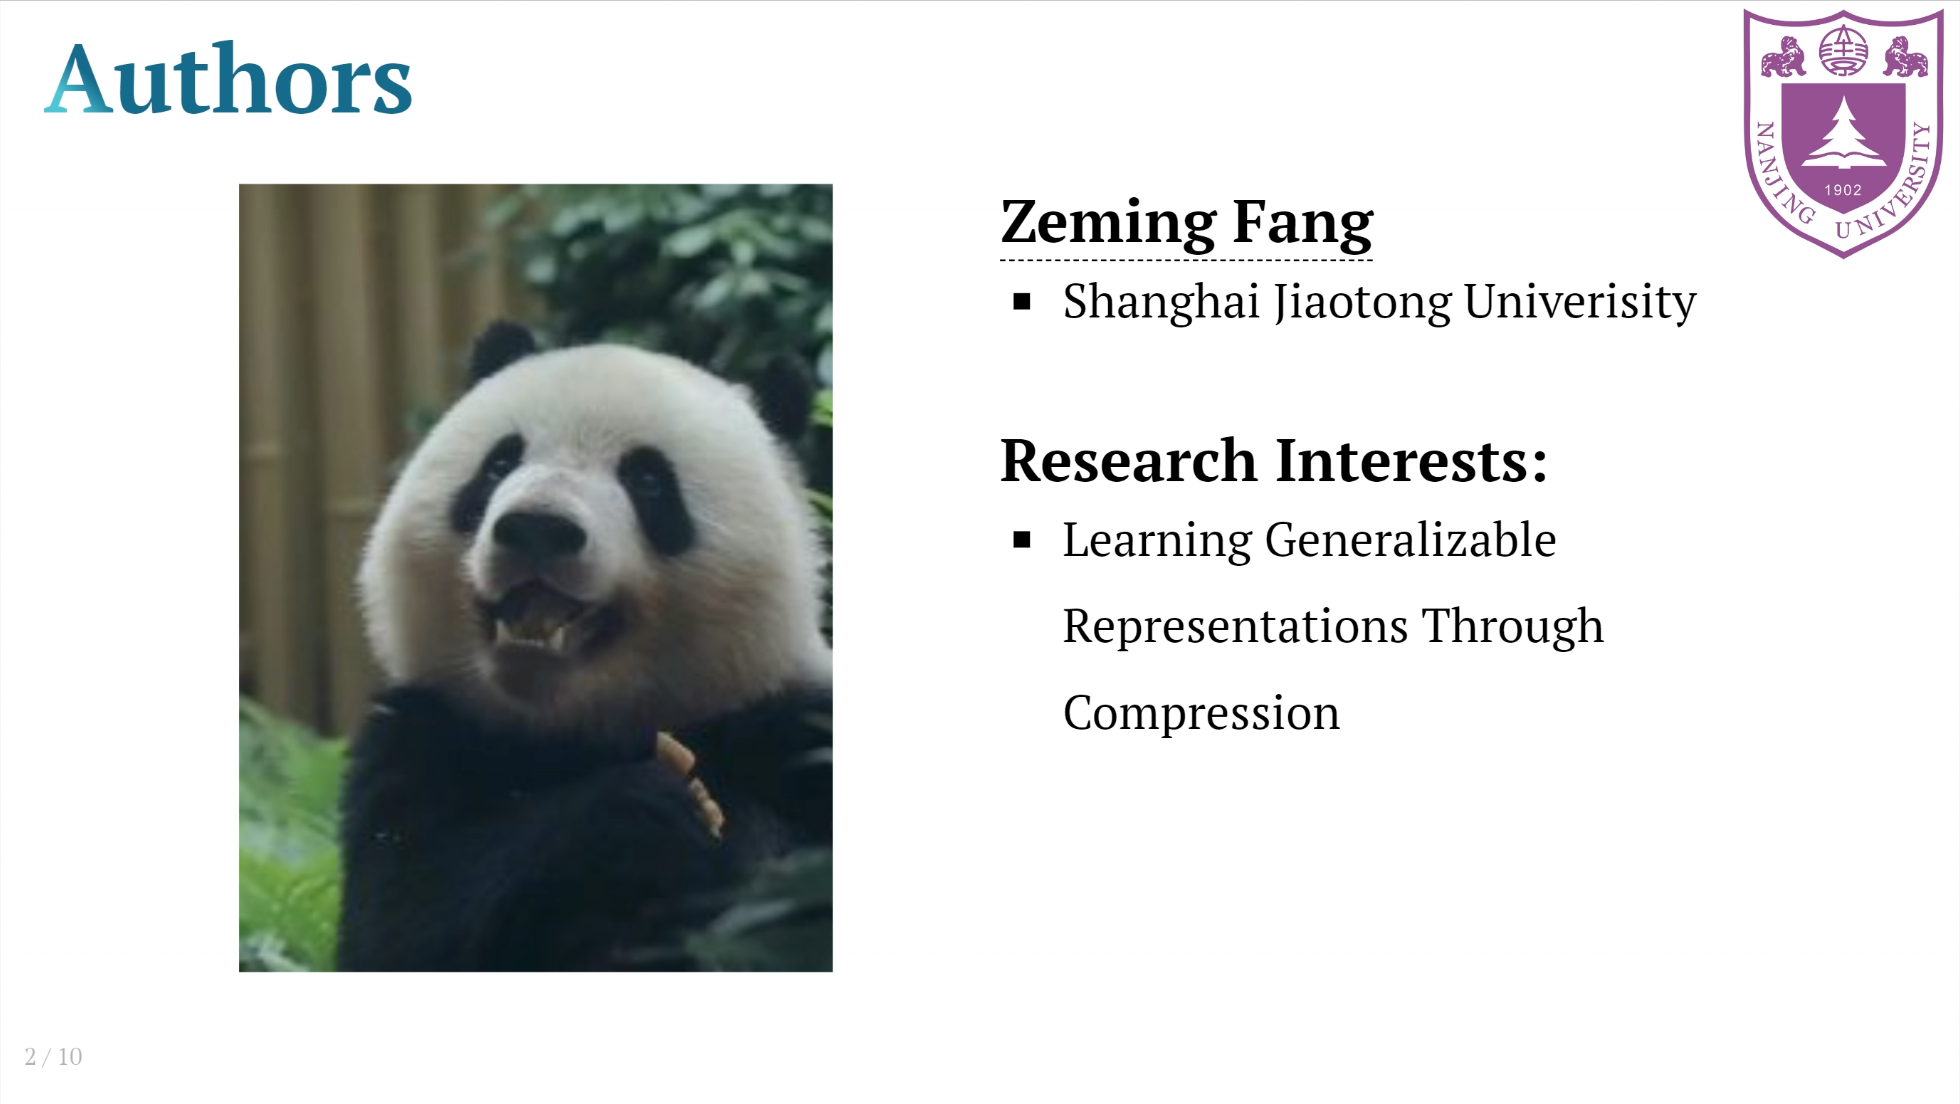 Authors
NANJING UNIVERSITY
1902
Zeming Fang
▪ Shanghai Jiaotong Univerisity
Research Interests:
▪ Learning Generalizable
Representations Through
Compression
2 / 10